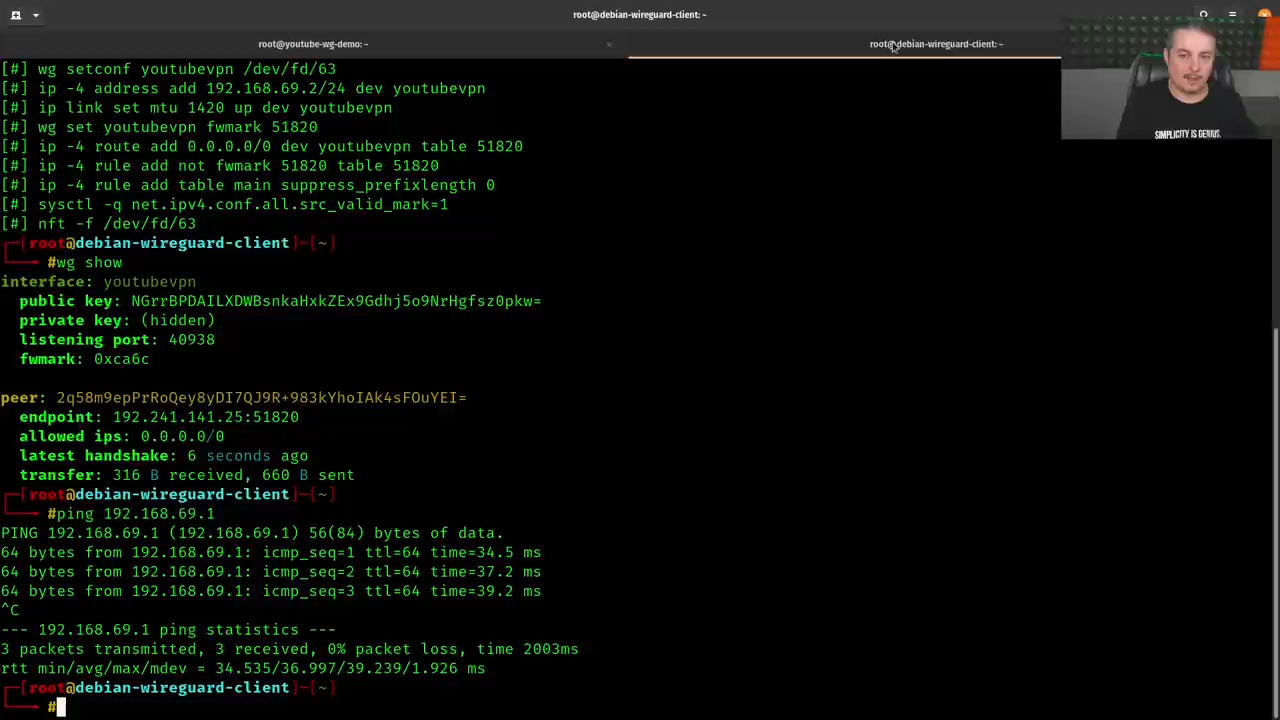 root@debian-wireguard-client: ~
root@youtube-wg-demo: ~
×
root@debian-wireguard-client: ~
[#] wg setconf youtubevpn /dev/fd/63
[#] ip -4 address add 192.168.69.2/24 dev youtubevpn
[#] ip link set mtu 1420 up dev youtubevpn
[#] wg set youtubevpn fwmark 51820
[#] ip -4 route add 0.0.0.0/0 dev youtubevpn table 51820
[#] ip -4 rule add not fwmark 51820 table 51820
[#] ip -4 rule add table main suppress_prefixlength 0
[#] sysctl -q net.ipv4.conf.all.src_valid_mark=1
[#] nft -f /dev/fd/63
┌─[root@debian-wireguard-client]─[~]
└──╼ #wg show
interface: youtubevpn
public key: NGrrBPDAILXDWBsnkaHxkZEx9Gdhj5o9NrHgfsz0pkw=
private key: (hidden)
listening port: 40938
fwmark: 0xca6c
peer: 2q58m9epPrRoQey8yDI7QJ9R+983kYhoIAk4sFOuYEI=
endpoint: 192.241.141.25:51820
allowed ips: 0.0.0.0/0
latest handshake: 6 seconds ago
transfer: 316 B received, 660 B sent
┌─[root@debian-wireguard-client]─[~]
└──╼ #ping 192.168.69.1
PING 192.168.69.1 (192.168.69.1) 56(84) bytes of data.
64 bytes from 192.168.69.1: icmp_seq=1 ttl=64 time=34.5 ms
64 bytes from 192.168.69.1: icmp_seq=2 ttl=64 time=37.2 ms
64 bytes from 192.168.69.1: icmp_seq=3 ttl=64 time=39.2 ms
^C
--- 192.168.69.1 ping statistics ---
3 packets transmitted, 3 received, 0% packet loss, time 2003ms
rtt min/avg/max/mdev = 34.535/36.997/39.239/1.926 ms
┌─[root@debian-wireguard-client]─[~]
└──╼ #
SIMPLICITY IS GENIUS.